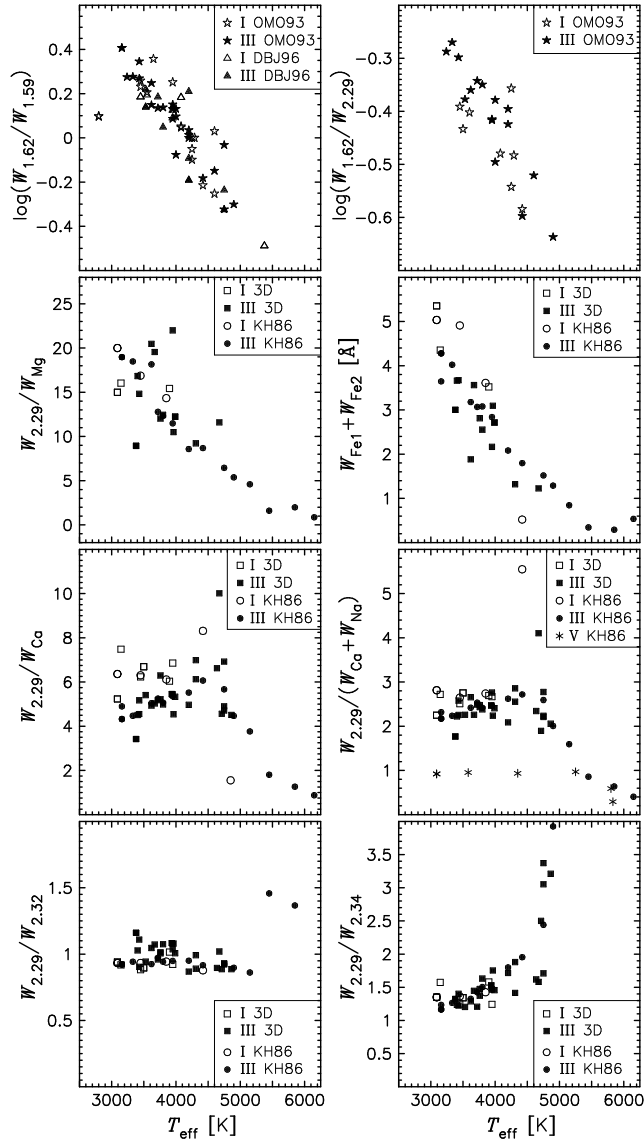 I OMO93
III OMO93
I DBJ96
III DBJ96
0.4
0.2
0
−0.2
−0.4
log(W1.62/W1.59)
I OMO93
III OMO93
−0.3
−0.4
−0.5
−0.6
log(W1.62/W2.29)
I 3D
III 3D
I KH86
III KH86
25
20
15
10
5
0
W2.29/WMg
I 3D
III 3D
I KH86
III KH86
5
4
3
2
1
WFe1+WFe2 [Å]
I 3D
III 3D
I KH86
III KH86
10
8
6
4
2
W2.29/WCa
I 3D
III 3D
I KH86
III KH86
V KH86
5
4
3
2
1
W2.29/(WCa+WNa)
I 3D
III 3D
I KH86
III KH86
1.5
1
0.5
W2.29/W2.32
3000 4000 5000 6000
Teff [K]
I 3D
III 3D
I KH86
III KH86
3.5
3
2.5
2
1.5
1
0.5
W2.29/W2.34
3000 4000 5000 6000
Teff [K]